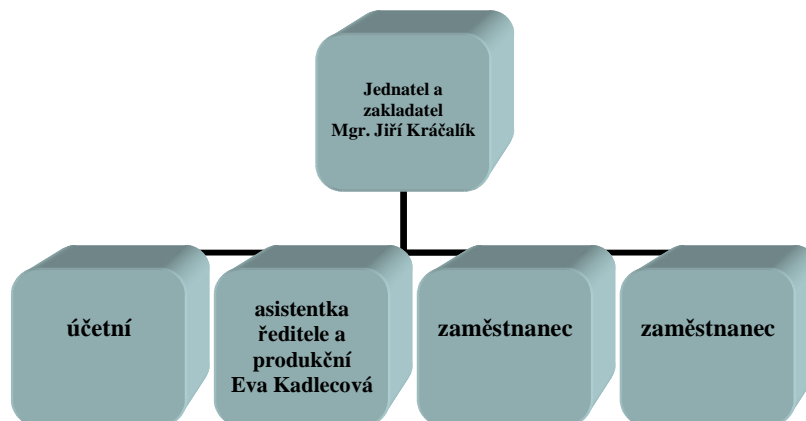 Jednatel a
zakladatel
Mgr. Jiří Kráčalík
účetní
asistentka
ředitele a
produkční
Eva Kadlecová
zaměstnanec
zaměstnanec